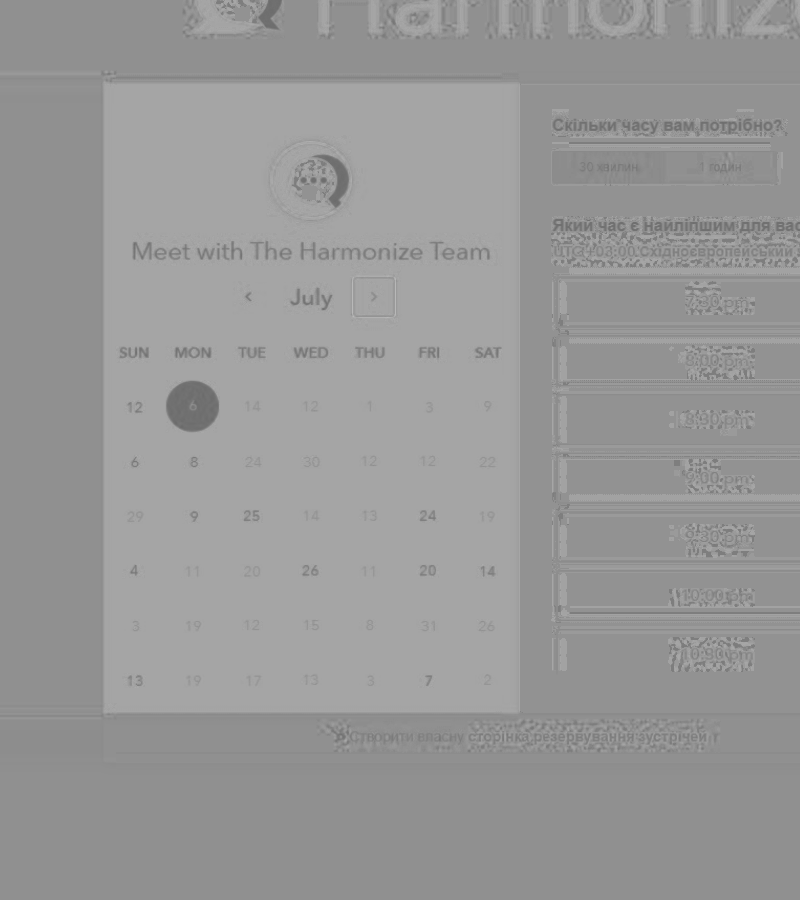 Harmonize
Meet with The Harmonize Team
July
SUN MON TUE WED THU FRI SAT
12 6 14 12 1 3 9
6 8 24 30 12 12 22
29 9 25 14 13 24 19
4 11 20 26 11 20 14
3 19 12 15 8 31 26
13 19 17 13 3 7 2
Скільки часу вам потрібно?
30 хвилин 1 годин
Який час є найліпшим для вас
UTC +03:00 Східноєвропейський
7:30 pm
8:00 pm
8:30 pm
9:00 pm
9:30 pm
10:00 pm
10:30 pm
Створити власну сторінка резервування зустрічей